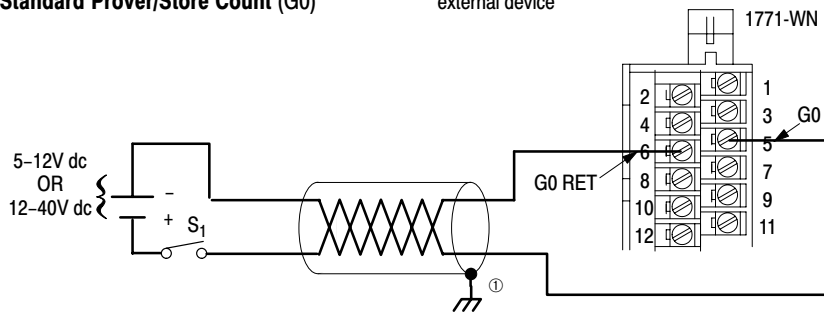 Standard Prover/Store Count (G0)
external device
1771-WN
1
2
3
4
G0
5
6
5–12V dc
OR
12–40V dc
–
+
S1
G0 RET
7
8
9
10
11
12
①